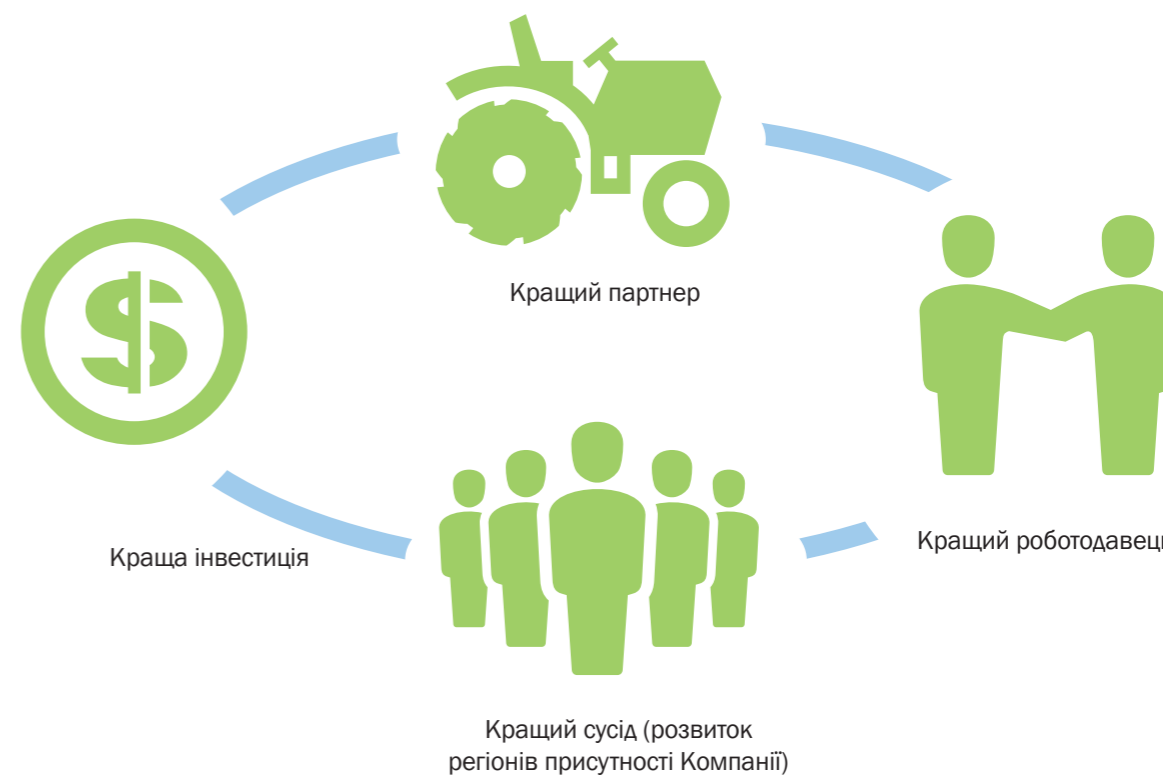 Кращий партнер
Краща інвестиція
Кращий роботодавець
Кращий сусід (розвиток
регіонів присутності Компанії)